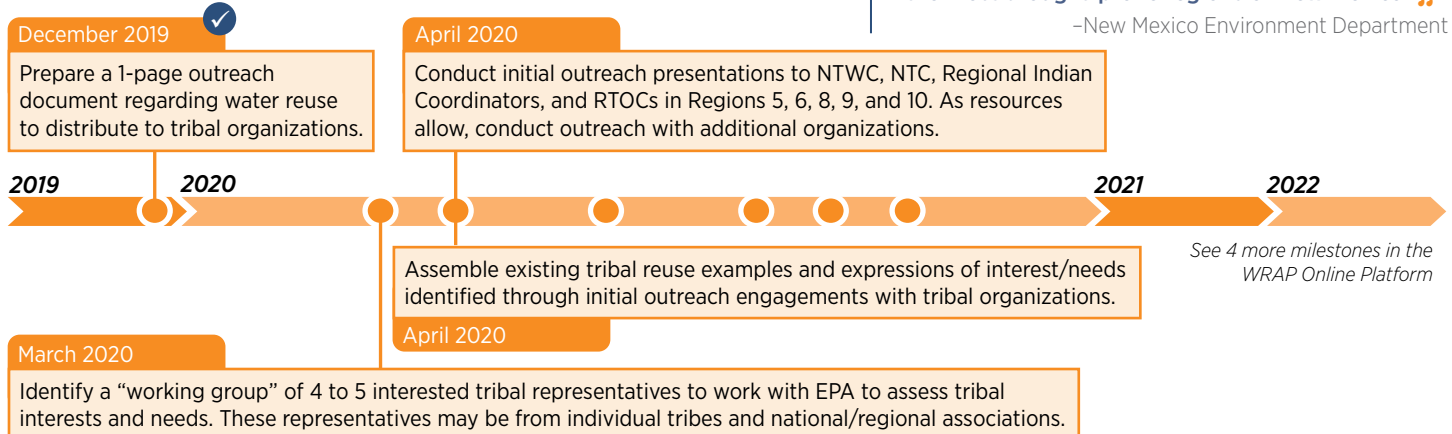 –New Mexico Environment Department
December 2019
Prepare a 1-page outreach
document regarding water reuse
to distribute to tribal organizations.
April 2020
Conduct initial outreach presentations to NTWC, NTC, Regional Indian
Coordinators, and RTOCs in Regions 5, 6, 8, 9, and 10. As resources
allow, conduct outreach with additional organizations.
2019
2020
2021
2022
See 4 more milestones in the
WRAP Online Platform
Assemble existing tribal reuse examples and expressions of interest/needs
identified through initial outreach engagements with tribal organizations.
April 2020
March 2020
Identify a “working group” of 4 to 5 interested tribal representatives to work with EPA to assess tribal
interests and needs. These representatives may be from individual tribes and national/regional associations.